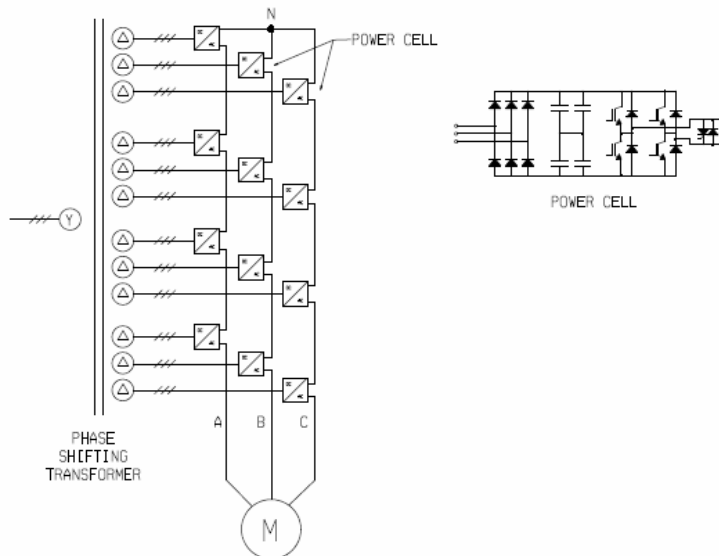 N
POWER CELL
POWER CELL
Y
A B C
PHASE
SHIFTING
TRANSFORMER
M